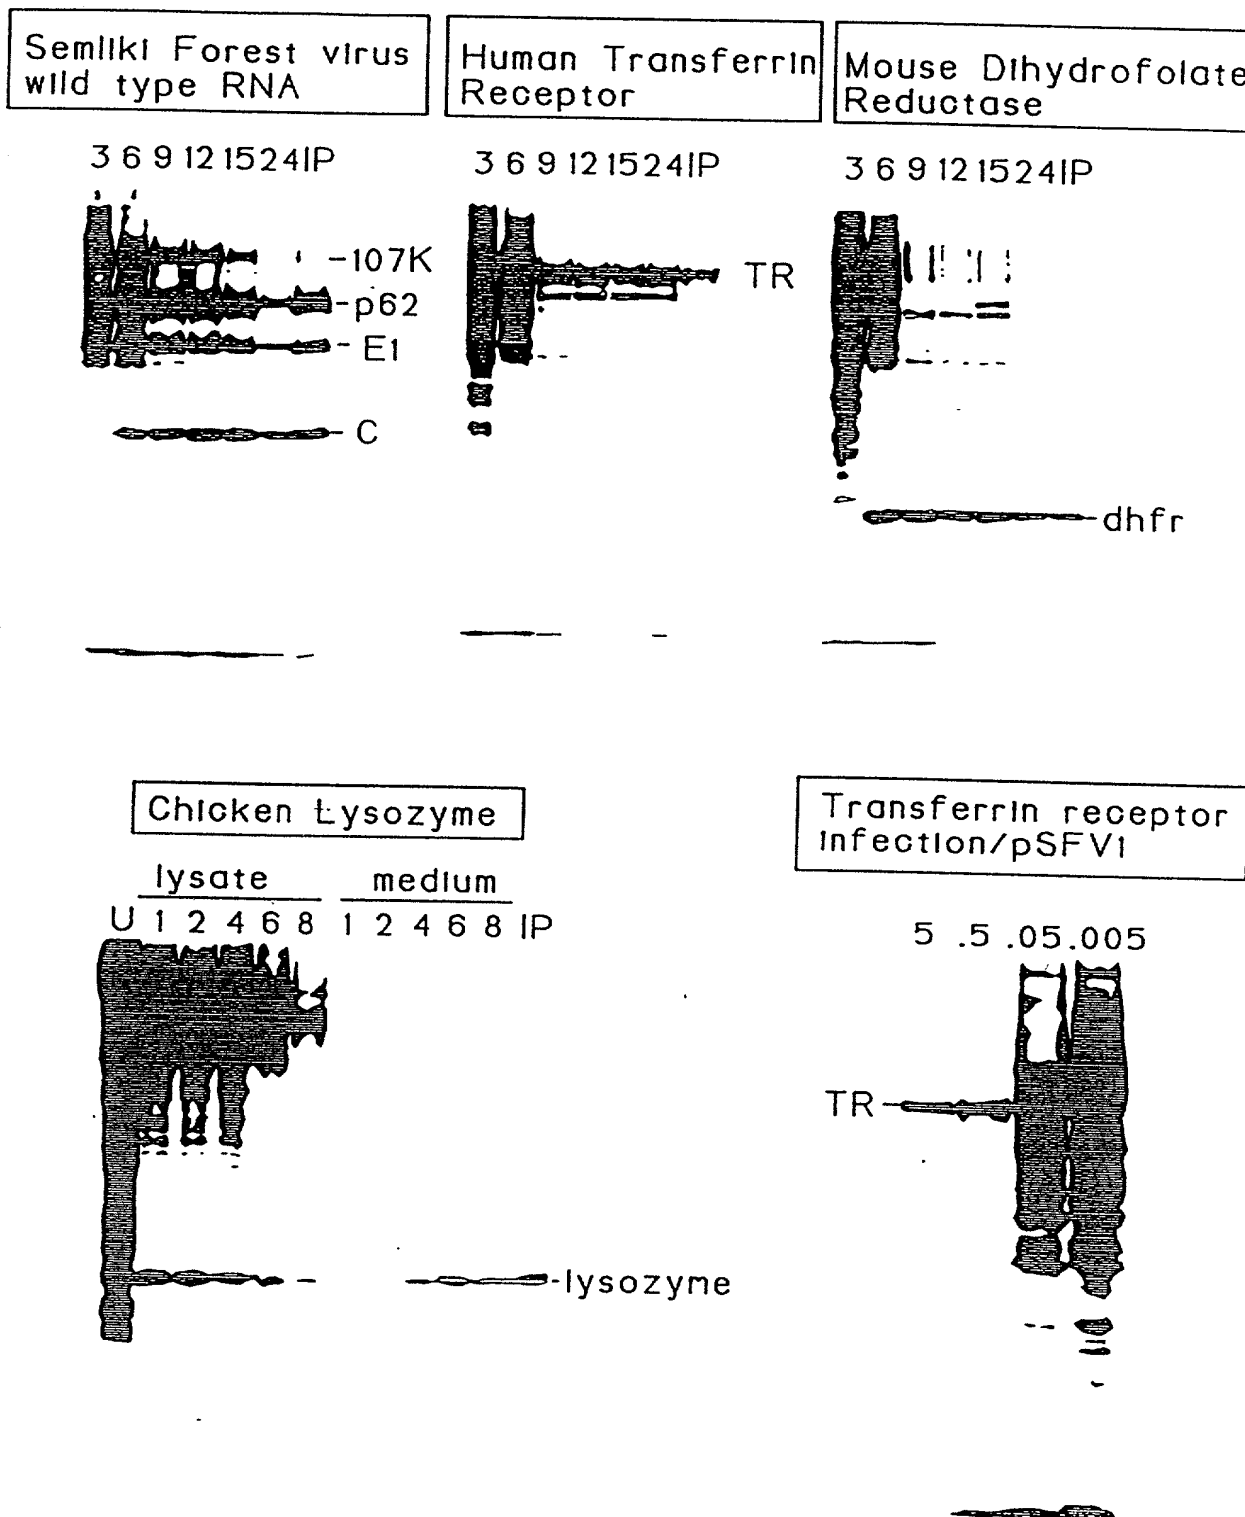 Semliki Forest virus
wild type RNA
Human Transferrin
Receptor
Mouse Dihydrofolate
Reductase
3 6 9 12 15 24 IP
3 6 9 12 15 24 IP
3 6 9 12 15 24 IP
-107K
-p62
- E1
- C
TR
-dhfr
Chicken Lysozyme
lysate medium
U 1 2 4 6 8 1 2 4 6 8 IP
-lysozyme
Transferrin receptor
infection/pSFV1
5 .5 .05 .005
TR-